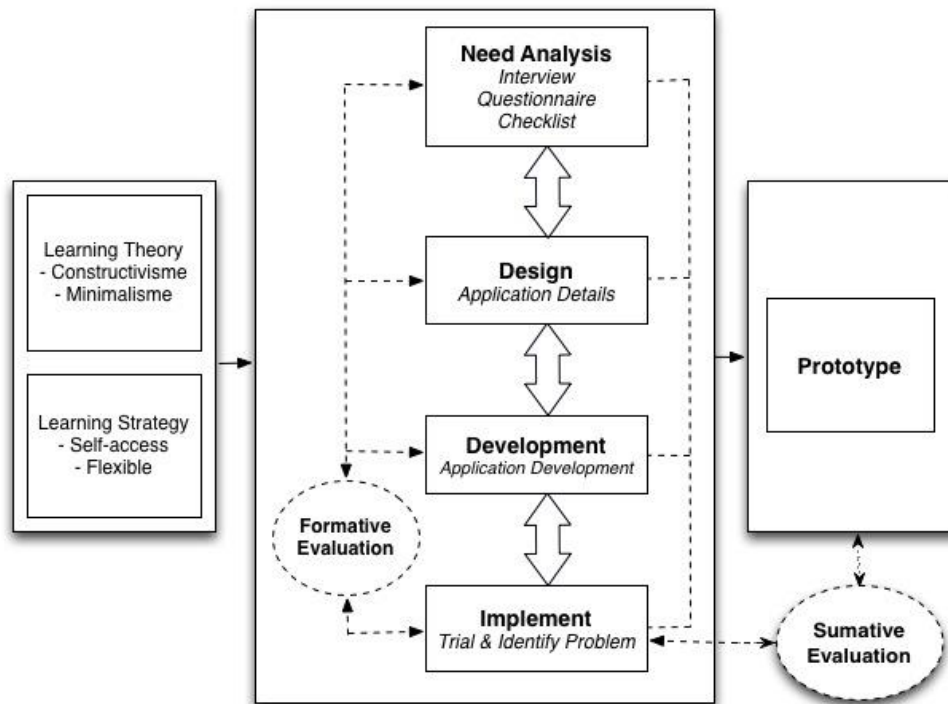 Need Analysis
Interview
Questionnaire
Checklist
Learning Theory
- Constructivisme
- Minimalisme
Learning Strategy
- Self-access
- Flexible
Design
Application Details
Development
Application Development
Formative
Evaluation
Implement
Trial & Identify Problem
Prototype
Sumative
Evaluation